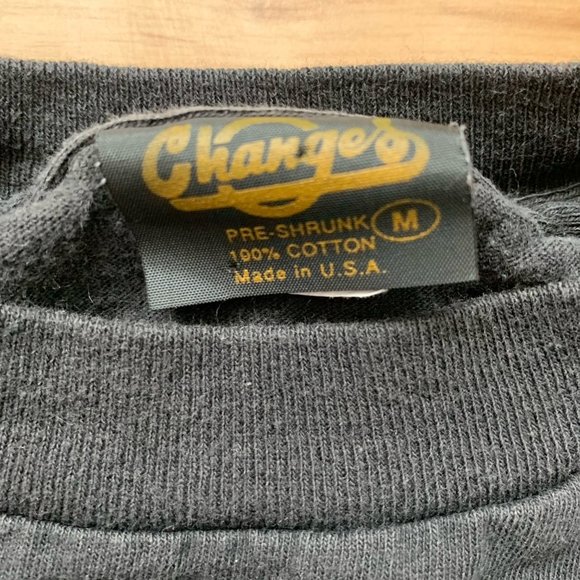 Changes
PRE-SHRUNK M
100% COTTON
Made in U.S.A.